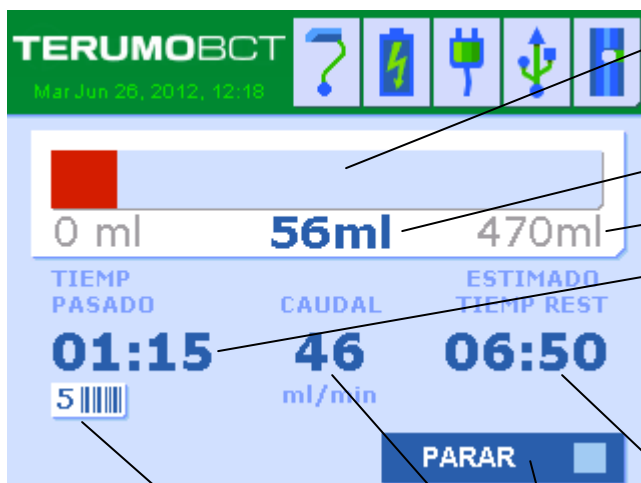 TERUMOBCT
Mar Jun 26, 2012, 12:18
0 ml 56ml 470ml
TIEMP PASADO
CAUDAL
ESTIMADO TIEMP REST
01:15 46 06:50
5 ml/min
PARAR